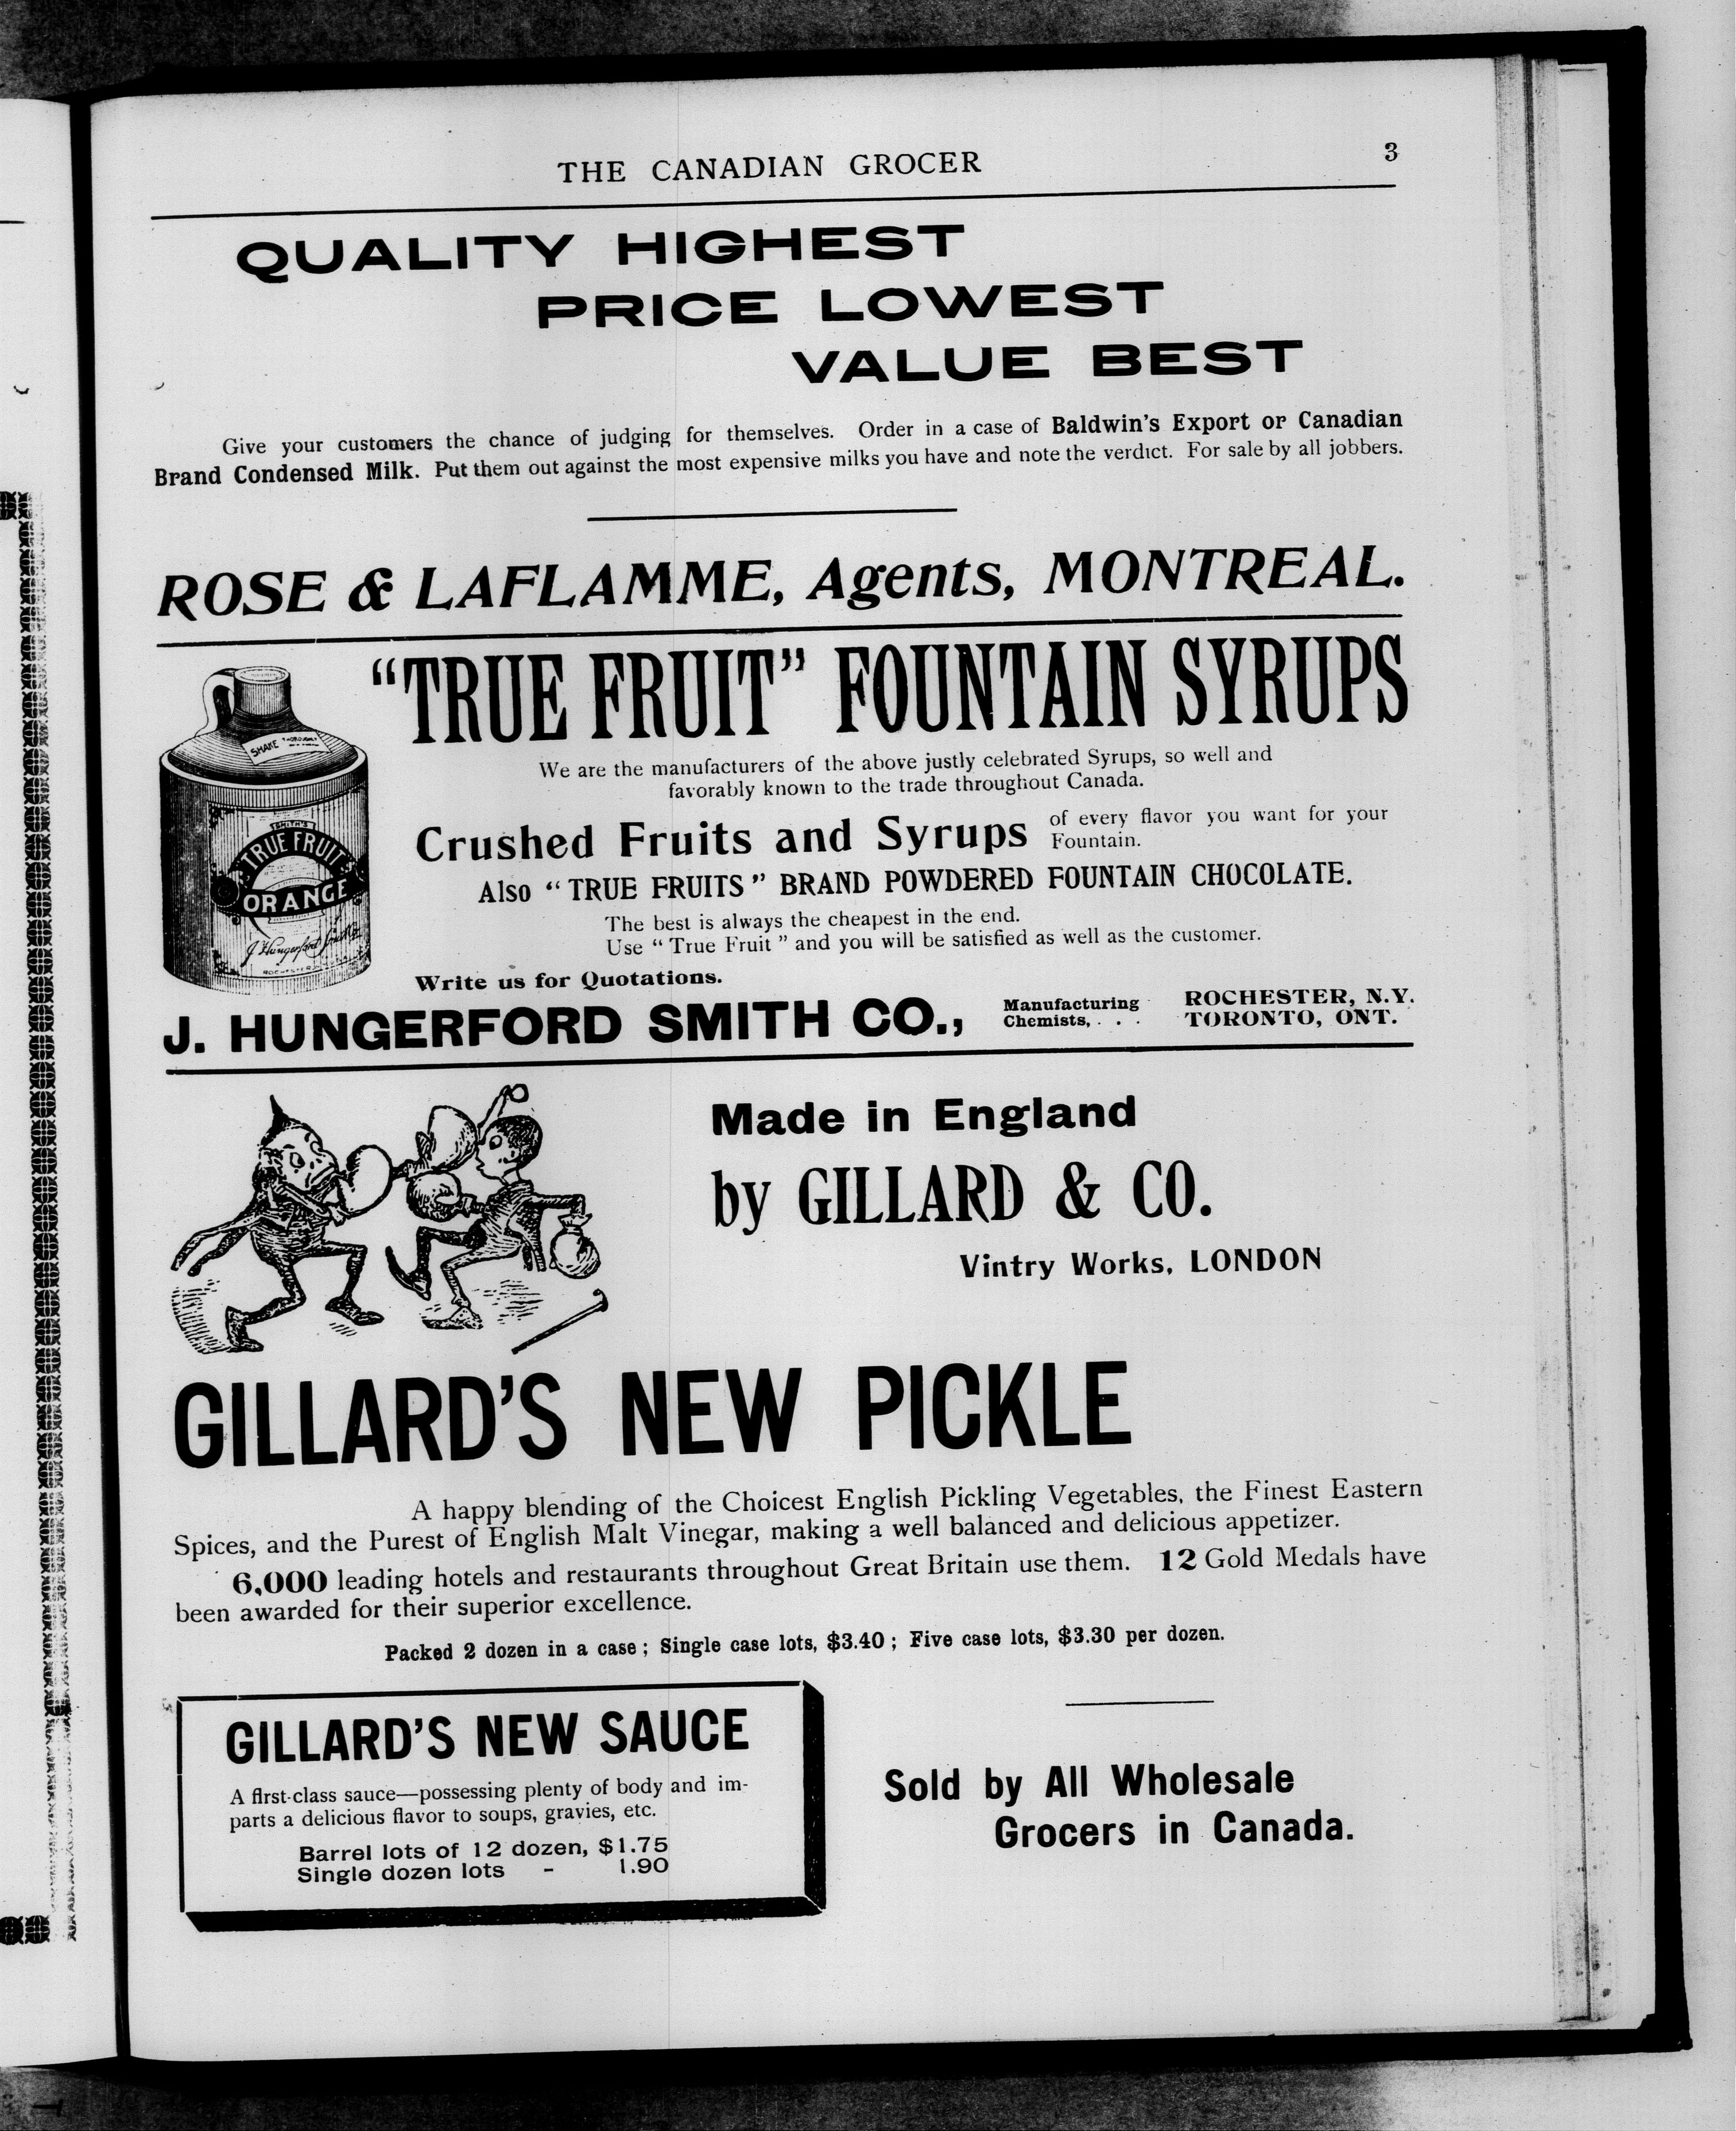 THE CANADIAN GROCER 3
QUALITY HIGHEST
PRICE LOWEST
VALUE BEST
Give your customers the chance of judging for themselves. Order in a case of Baldwin's Export or Canadian
Brand Condensed Milk. Put them out against the most expensive milks you have and note the verdict. For sale by all jobbers.
ROSE & LAFLAMME, Agents, MONTREAL.
"TRUE FRUIT" FOUNTAIN SYRUPS
SHAKE
SMITH'S
TRUE FRUIT
ORANGE
J Hungerford Smith Co
ROCHESTER
We are the manufacturers of the above justly celebrated Syrups, so well and
favorably known to the trade throughout Canada.
Crushed Fruits and Syrups of every flavor you want for your
Fountain.
Also "TRUE FRUITS" BRAND POWDERED FOUNTAIN CHOCOLATE.
The best is always the cheapest in the end.
Use "True Fruit" and you will be satisfied as well as the customer.
Write us for Quotations.
J. HUNGERFORD SMITH CO., Manufacturing ROCHESTER, N.Y.
Chemists, . . . TORONTO, ONT.
Made in England
by GILLARD & CO.
Vintry Works, LONDON
GILLARD'S NEW PICKLE
A happy blending of the Choicest English Pickling Vegetables, the Finest Eastern
Spices, and the Purest of English Malt Vinegar, making a well balanced and delicious appetizer.
6,000 leading hotels and restaurants throughout Great Britain use them. 12 Gold Medals have
been awarded for their superior excellence.
Packed 2 dozen in a case; Single case lots, $3.40; Five case lots, $3.30 per dozen.
GILLARD'S NEW SAUCE
A first-class sauce—possessing plenty of body and im-
parts a delicious flavor to soups, gravies, etc.
Barrel lots of 12 dozen, $1.75
Single dozen lots - 1.90
Sold by All Wholesale
Grocers in Canada.